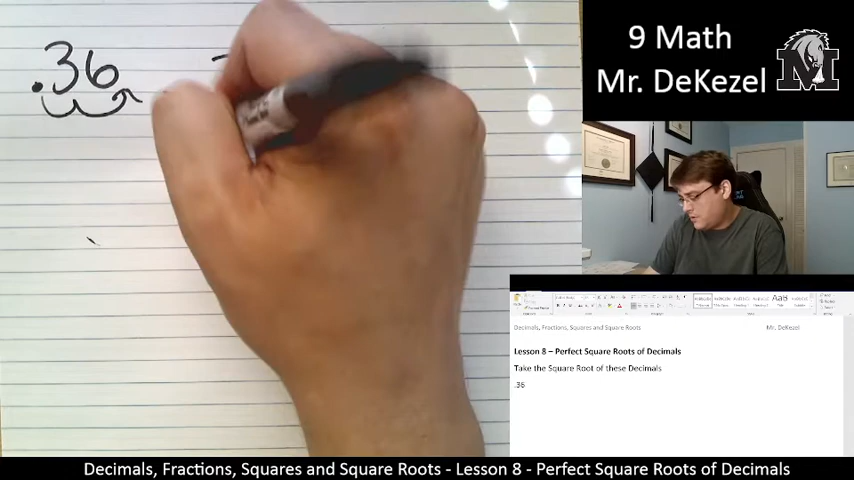 .36
9 Math
Mr. DeKezel
M
Decimals, Fractions, Squares and Square Roots
Mr. DeKezel
Lesson 8 – Perfect Square Roots of Decimals
Take the Square Root of these Decimals
.36
Decimals, Fractions, Squares and Square Roots - Lesson 8 - Perfect Square Roots of Decimals